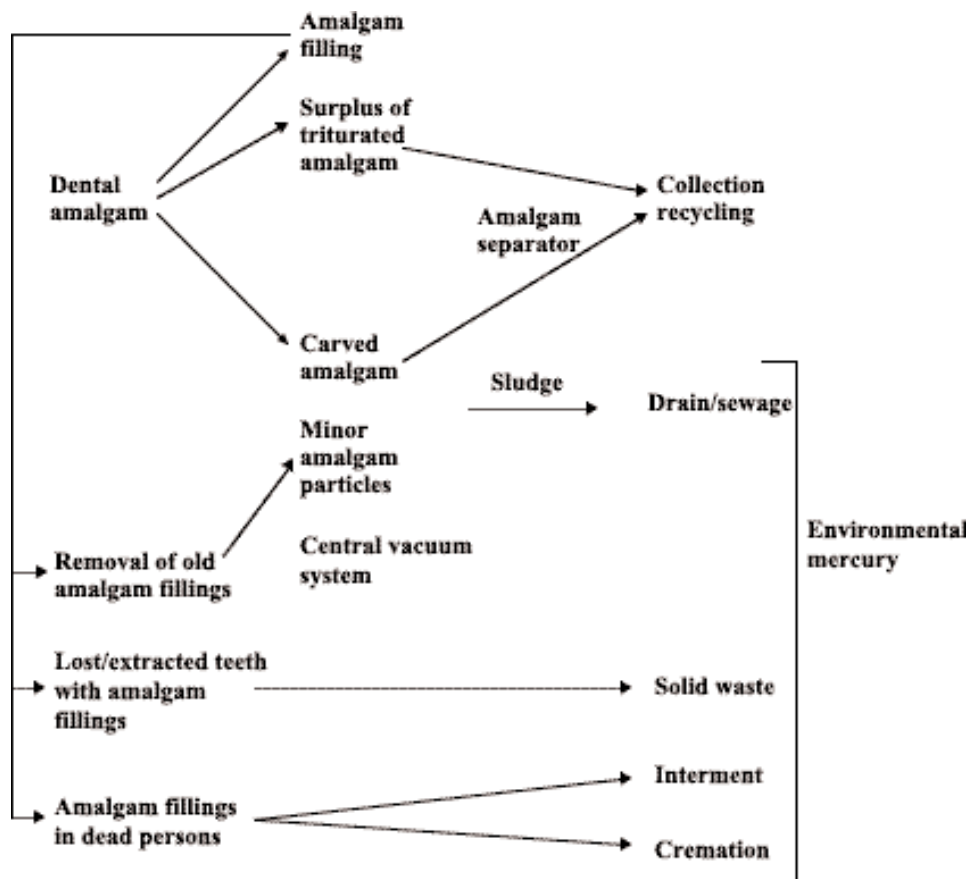 Amalgam
filling
Surplus of
triturated
amalgam
Dental
amalgam
Collection
recycling
Amalgam
separator
Carved
amalgam
Sludge
Drain/sewage
Minor
amalgam
particles
Environmental
mercury
Central vacuum
system
Removal of old
amalgam fillings
Lost/extracted teeth
with amalgam
fillings
Solid waste
Interment
Amalgam fillings
in dead persons
Cremation